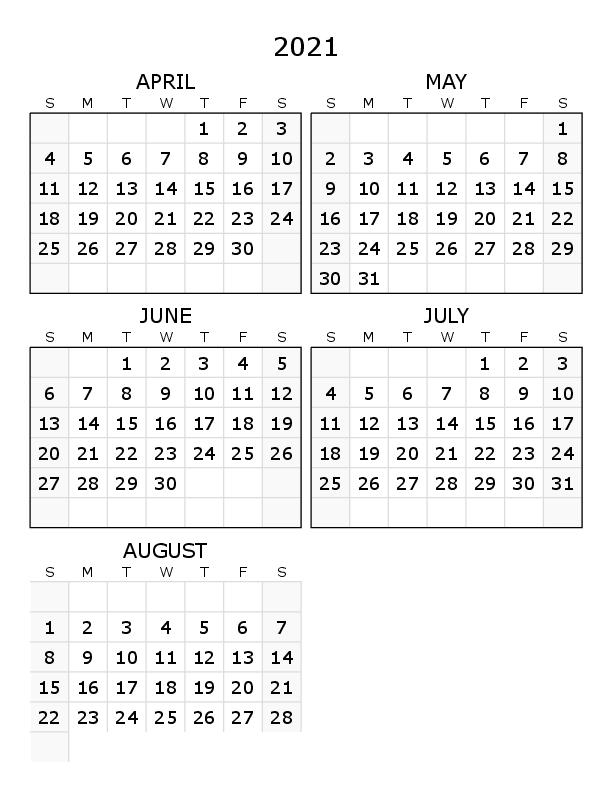 2021
APRIL
S M T W T F S
1 2 3
4 5 6 7 8 9 10
11 12 13 14 15 16 17
18 19 20 21 22 23 24
25 26 27 28 29 30
MAY
S M T W T F S
1
2 3 4 5 6 7 8
9 10 11 12 13 14 15
16 17 18 19 20 21 22
23 24 25 26 27 28 29
30 31
JUNE
S M T W T F S
1 2 3 4 5
6 7 8 9 10 11 12
13 14 15 16 17 18 19
20 21 22 23 24 25 26
27 28 29 30
JULY
S M T W T F S
1 2 3
4 5 6 7 8 9 10
11 12 13 14 15 16 17
18 19 20 21 22 23 24
25 26 27 28 29 30 31
AUGUST
S M T W T F S
1 2 3 4 5 6 7
8 9 10 11 12 13 14
15 16 17 18 19 20 21
22 23 24 25 26 27 28